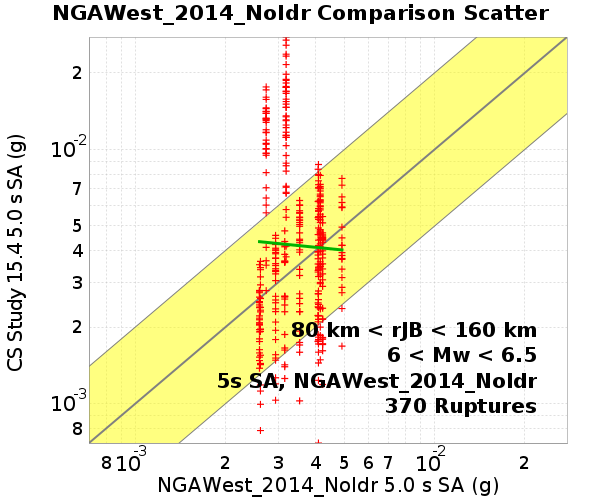 NGAWest_2014_NoIdr Comparison Scatter
CS Study 15.4 5.0 s SA (g)
2
10-2
7
5
4
3
2
10-3
8
80 km < rJB < 160 km
6 < Mw < 6.5
5s SA, NGAWest_2014_NoIdr
370 Ruptures
8 10-3 2 3 4 5 6 7 10-2 2
NGAWest_2014_NoIdr 5.0 s SA (g)